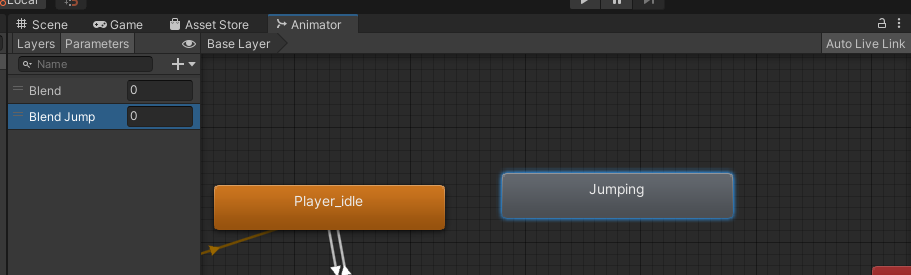 Local
Scene Game Asset Store Animator
Layers Parameters Base Layer Auto Live Link
Name
Blend 0
Blend Jump 0
Player_idle
Jumping